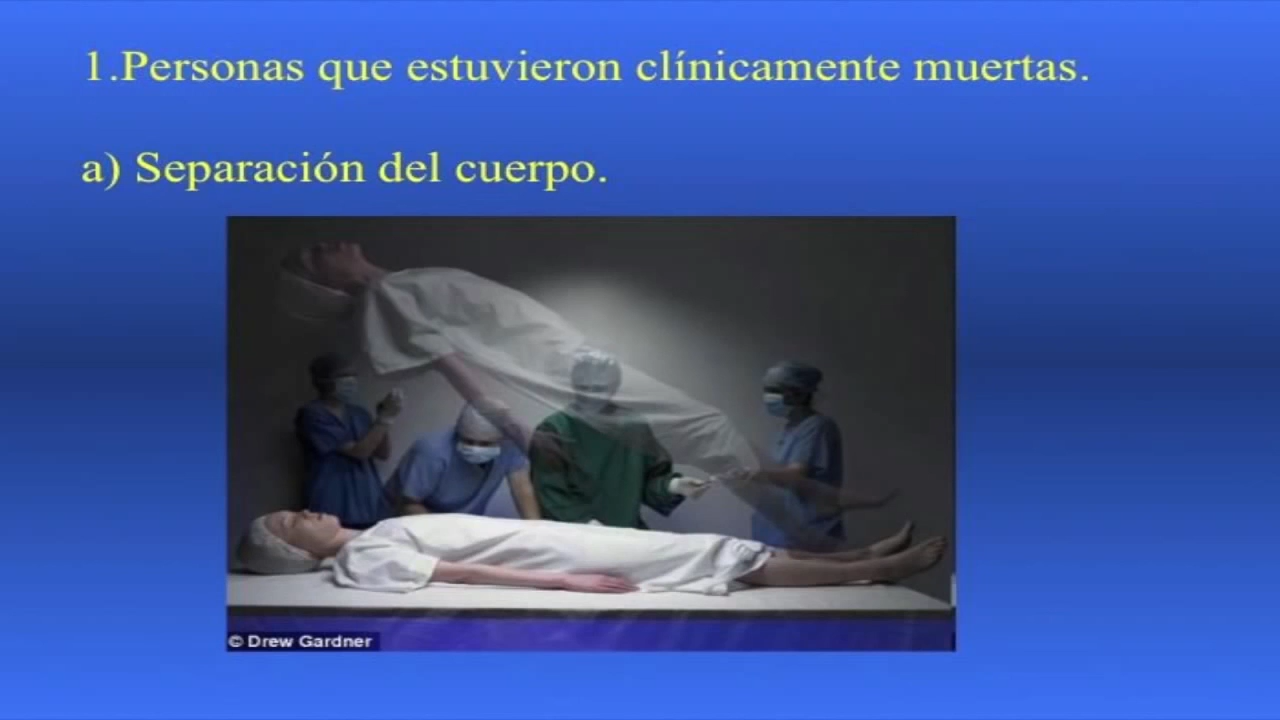 1.Personas que estuvieron clínicamente muertas.
a) Separación del cuerpo.
© Drew Gardner